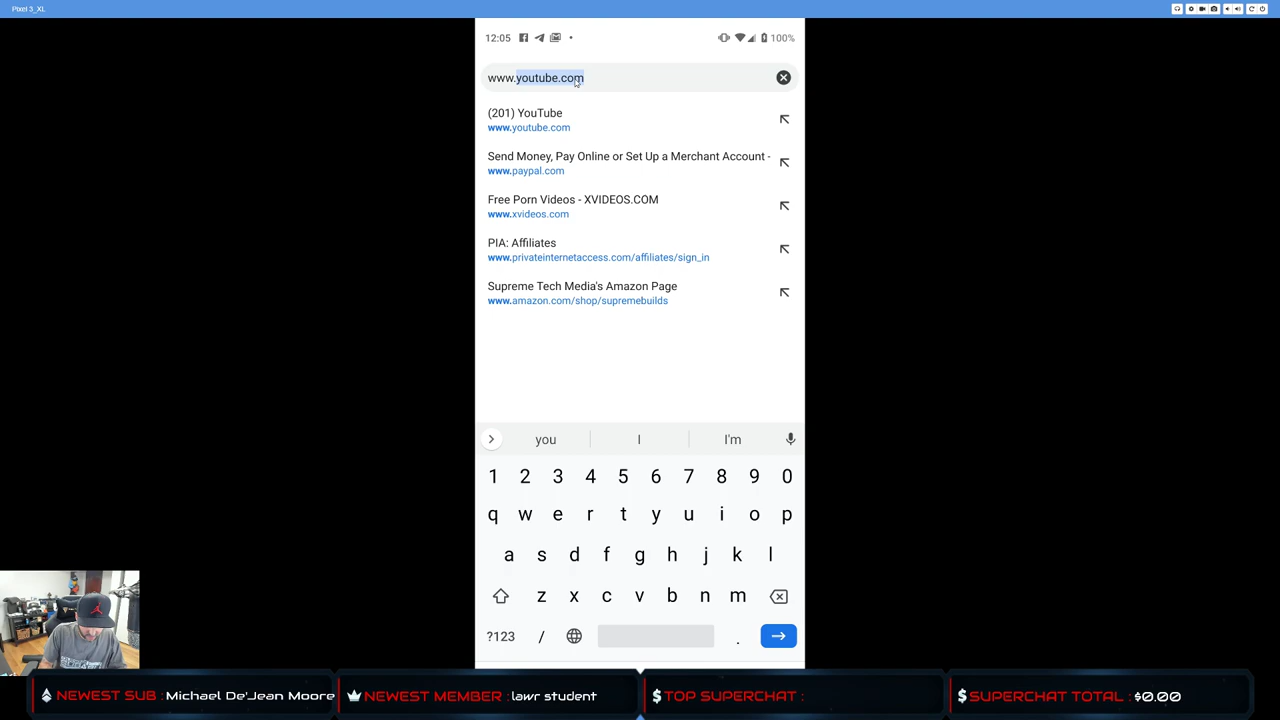 Pixel 3_XL
12:05
100%
www.youtube.com
(201) YouTube
www.youtube.com
Send Money, Pay Online or Set Up a Merchant Account -
www.paypal.com
Free Porn Videos - XVIDEOS.COM
www.xvideos.com
PIA: Affiliates
www.privateinternetaccess.com/affiliates/sign_in
Supreme Tech Media's Amazon Page
www.amazon.com/shop/supremebuilds
you I I'm
1 2 3 4 5 6 7 8 9 0
q w e r t y u i o p
a s d f g h j k l
z x c v b n m
?123 / .
NEWEST SUB : Michael De'Jean Moore
NEWEST MEMBER : lawr student
$ TOP SUPERCHAT :
$ SUPERCHAT TOTAL : $0.00